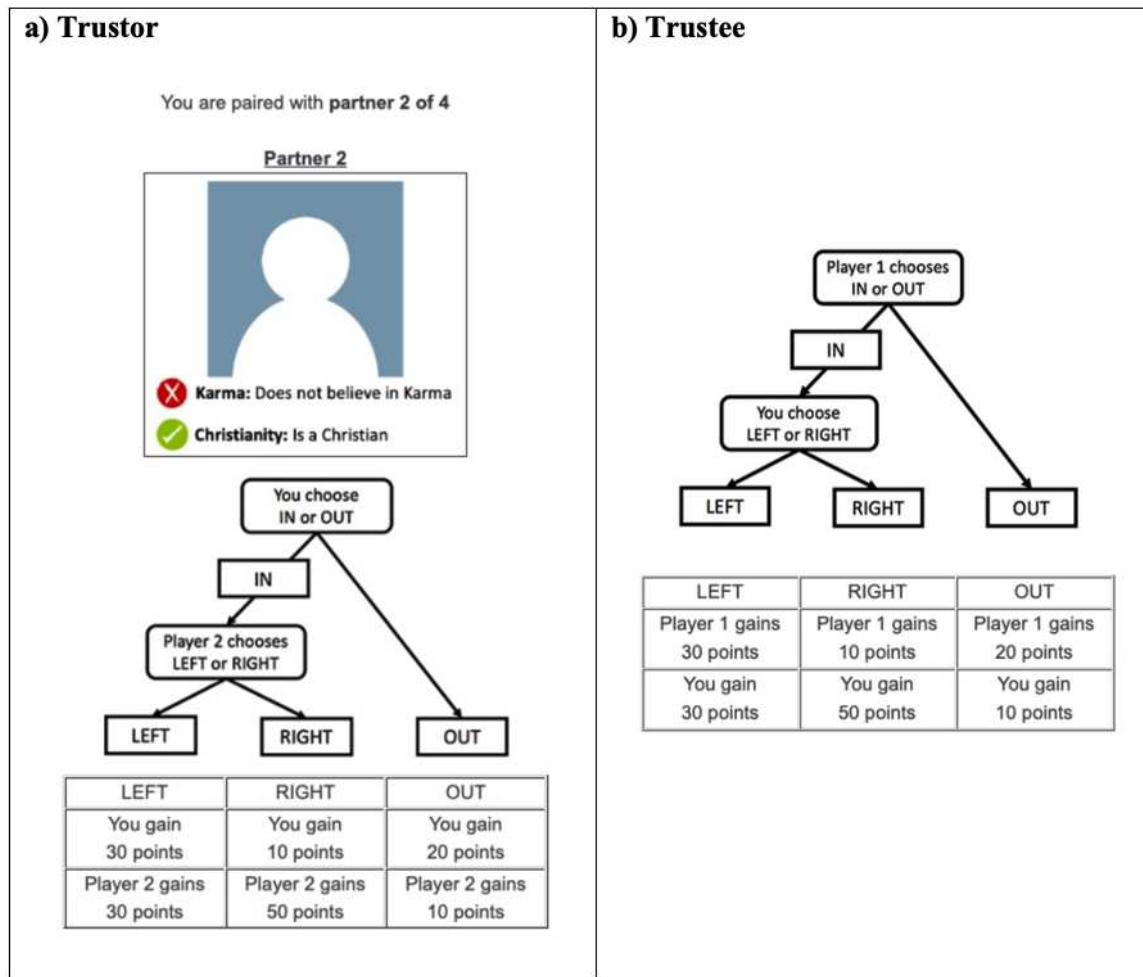 a) Trustor
You are paired with partner 2 of 4
Partner 2
Karma: Does not believe in Karma
Christianity: Is a Christian
You choose
IN or OUT
IN
Player 2 chooses
LEFT or RIGHT
LEFT RIGHT OUT
LEFT RIGHT OUT
You gain You gain You gain
30 points 10 points 20 points
Player 2 gains Player 2 gains Player 2 gains
30 points 50 points 10 points
b) Trustee
Player 1 chooses
IN or OUT
IN
You choose
LEFT or RIGHT
LEFT RIGHT OUT
LEFT RIGHT OUT
Player 1 gains Player 1 gains Player 1 gains
30 points 10 points 20 points
You gain You gain You gain
30 points 50 points 10 points